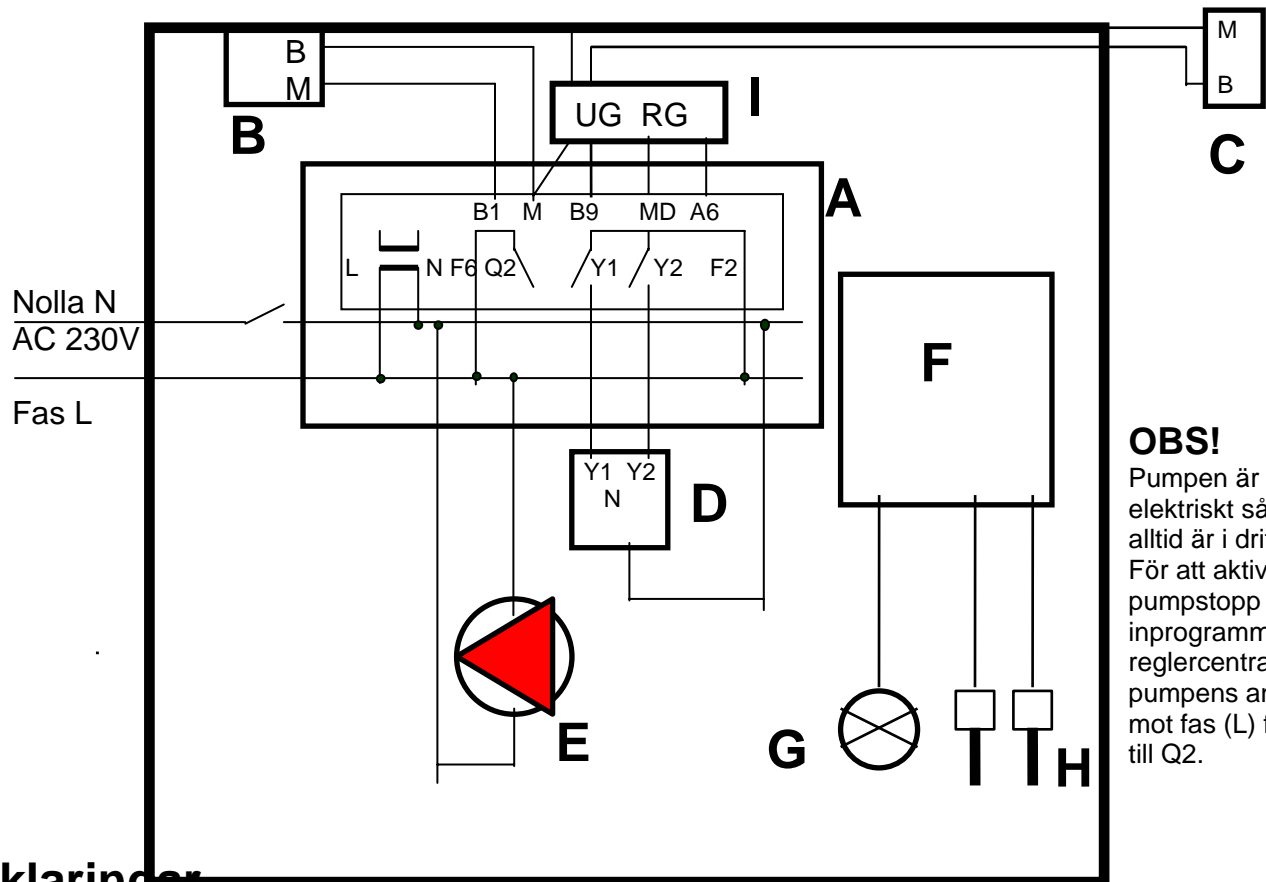 B
M
M
B
UG RG
I
B
C
A
B1 M B9 MD A6
L N F6 Q2 Y1 Y2 F2
Nolla N
AC 230V
Fas L
F
Y1 Y2
N
D
OBS!
Pumpen är
elektriskt så
alltid är i drif
För att aktiv
pumpstopp
inprogramm
reglercentra
pumpens an
mot fas (L) f
till Q2.
E
G
H
klaringar